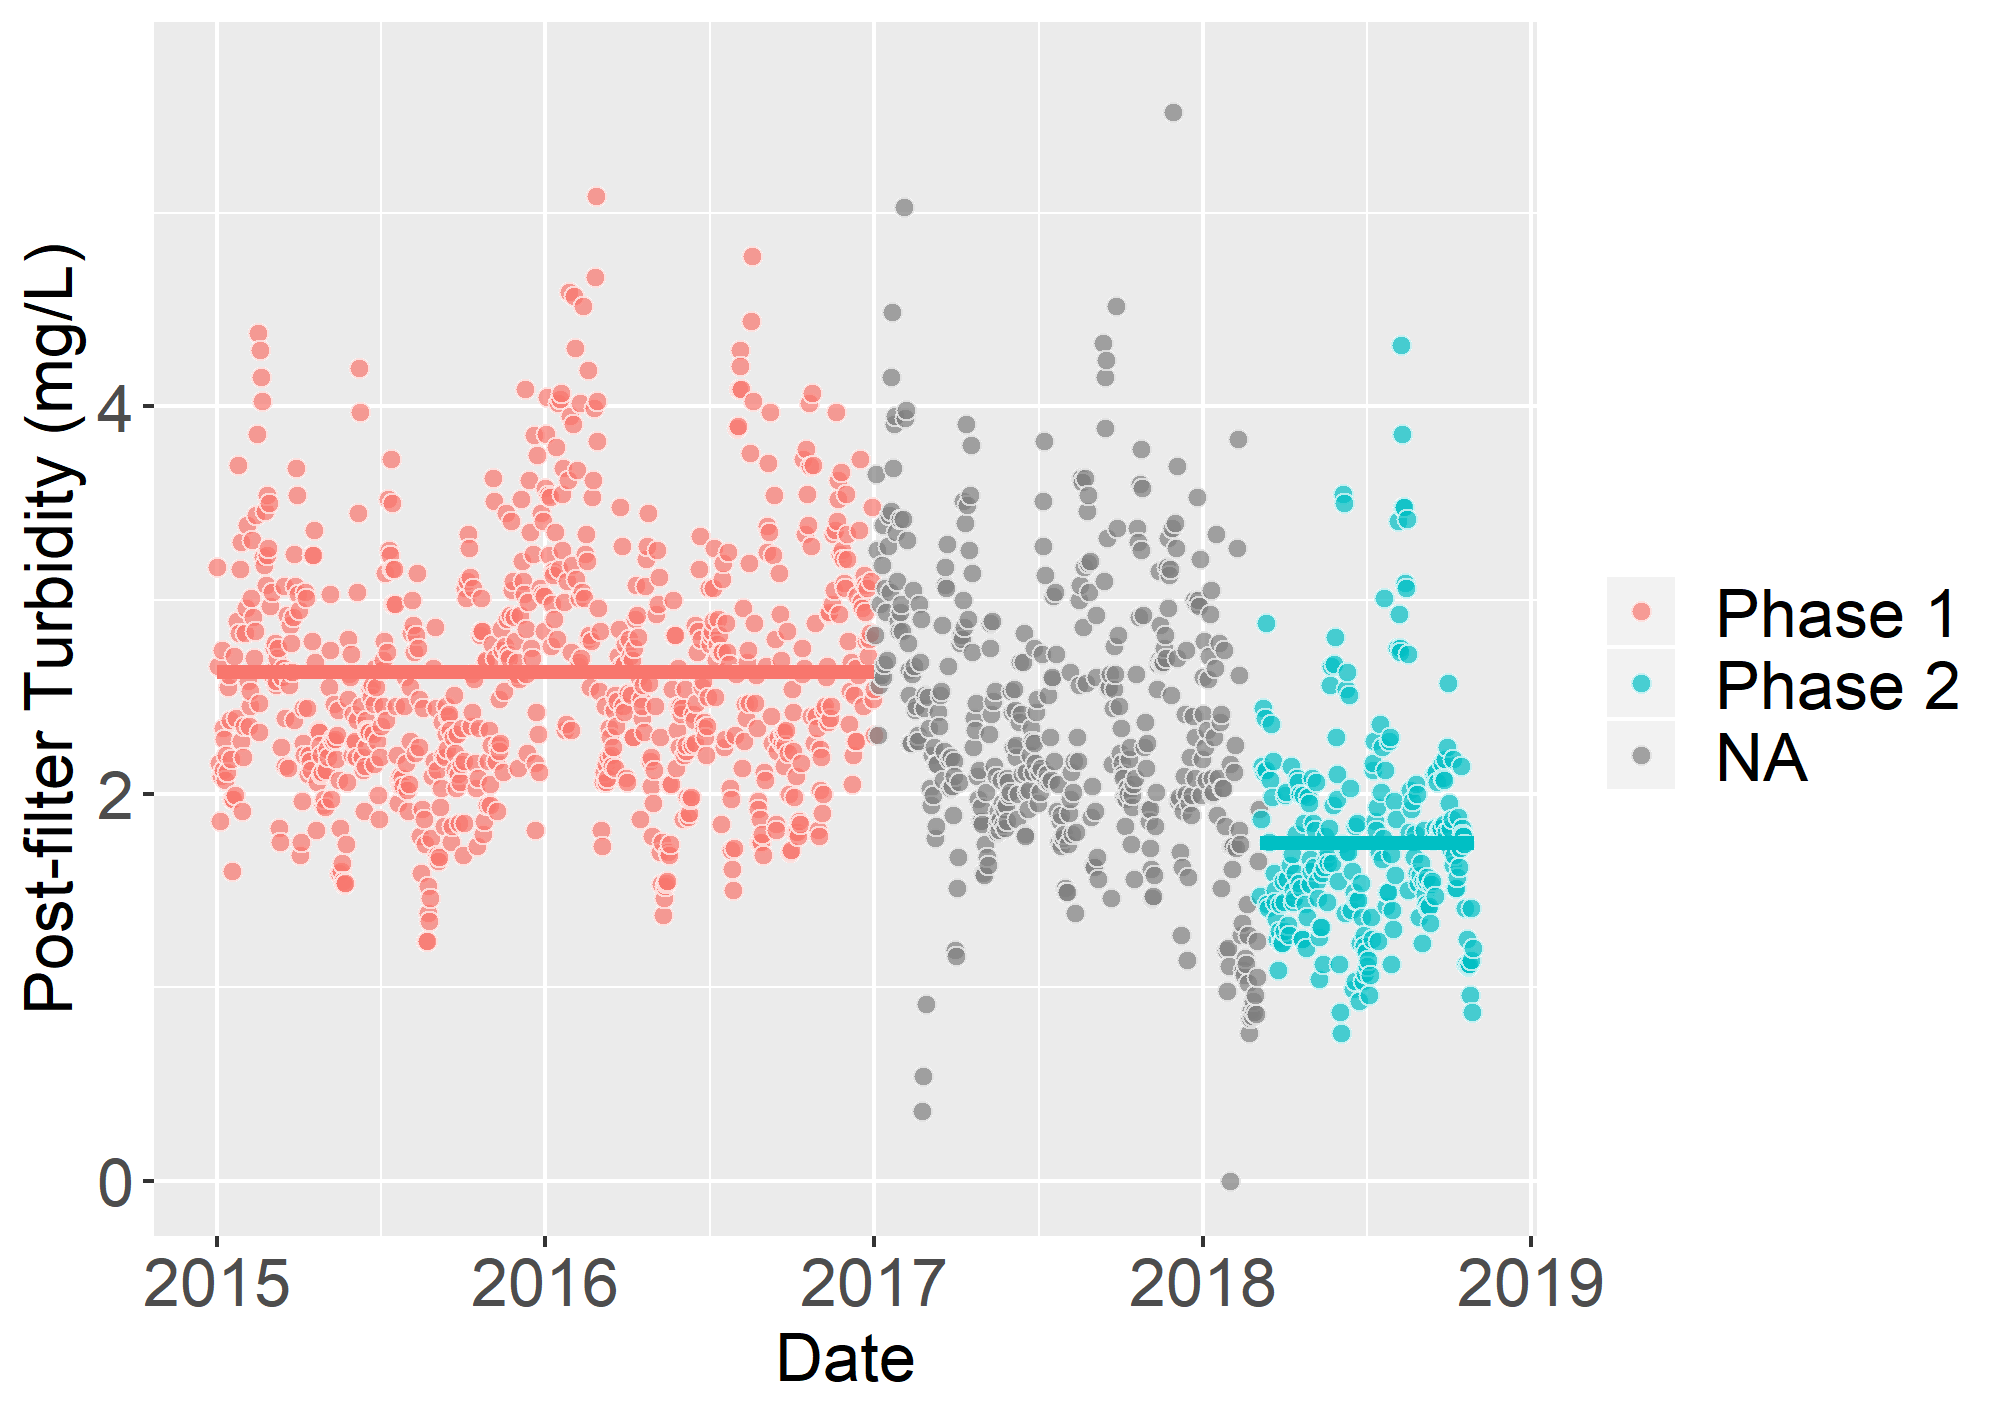 Post-filter Turbidity (mg/L)
4
2
0
2015 2016 2017 2018 2019
Date
Phase 1
Phase 2
NA